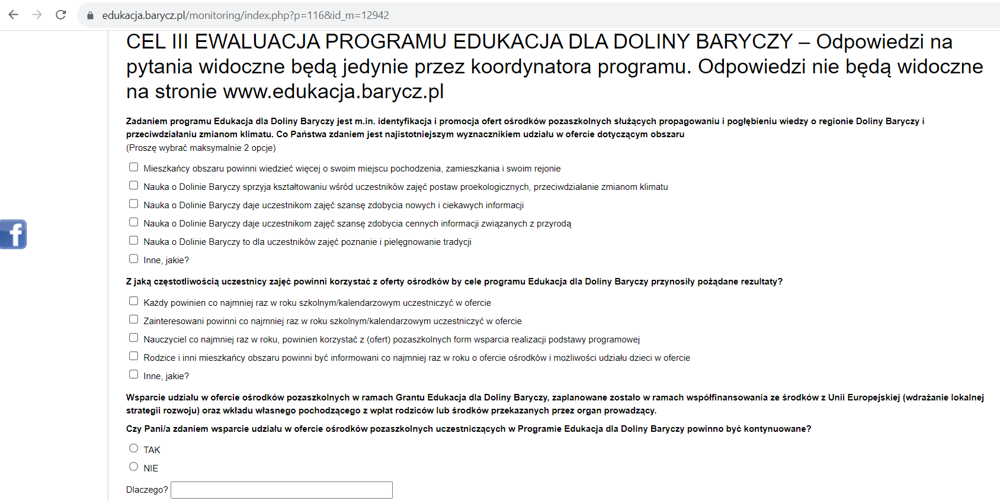 edukacja.barycz.pl/monitoring/index.php?p=116&id_m=12942
CEL III EWALUACJA PROGRAMU EDUKACJA DLA DOLINY BARYCZY – Odpowiedzi na
pytania widoczne będą jedynie przez koordynatora programu. Odpowiedzi nie będą widoczne
na stronie www.edukacja.barycz.pl
Zadaniem programu Edukacja dla Doliny Baryczy jest m.in. identyfikacja i promocja ofert ośrodków pozaszkolnych służących propagowaniu i pogłębieniu wiedzy o regionie Doliny Baryczy i
przeciwdziałaniu zmianom klimatu. Co Państwa zdaniem jest najistotniejszym wyznacznikiem udziału w ofercie dotyczącym obszaru
(Proszę wybrać maksymalnie 2 opcje)
Mieszkańcy obszaru powinni wiedzieć więcej o swoim miejscu pochodzenia, zamieszkania i swoim rejonie
Nauka o Dolinie Baryczy sprzyja kształtowaniu wśród uczestników zajęć postaw proekologicznych, przeciwdziałanie zmianom klimatu
Nauka o Dolinie Baryczy daje uczestnikom zajęć szansę zdobycia nowych i ciekawych informacji
Nauka o Dolinie Baryczy daje uczestnikom zajęć szansę zdobycia cennych informacji związanych z przyrodą
Nauka o Dolinie Baryczy to dla uczestników zajęć poznanie i pielęgnowanie tradycji
Inne, jakie?
Z jaką częstotliwością uczestnicy zajęć powinni korzystać z oferty ośrodków by cele programu Edukacja dla Doliny Baryczy przynosiły pożądane rezultaty?
Każdy powinien co najmniej raz w roku szkolnym/kalendarzowym uczestniczyć w ofercie
Zainteresowani powinni co najmniej raz w roku szkolnym/kalendarzowym uczestniczyć w ofercie
Nauczyciel co najmniej raz w roku, powinien korzystać z (ofert) pozaszkolnych form wsparcia realizacji podstawy programowej
Rodzice i inni mieszkańcy obszaru powinni być informowani co najmniej raz w roku o ofercie ośrodków i możliwości udziału dzieci w ofercie
Inne, jakie?
Wsparcie udziału w ofercie ośrodków pozaszkolnych w ramach Grantu Edukacja dla Doliny Baryczy, zaplanowane zostało w ramach współfinansowania ze środków z Unii Europejskiej (wdrażanie lokalnej
strategii rozwoju) oraz wkładu własnego pochodzącego z wpłat rodziców lub środków przekazanych przez organ prowadzący.
Czy Pani/a zdaniem wsparcie udziału w ofercie ośrodków pozaszkolnych uczestniczących w Programie Edukacja dla Doliny Baryczy powinno być kontynuowane?
TAK
NIE
Dlaczego?